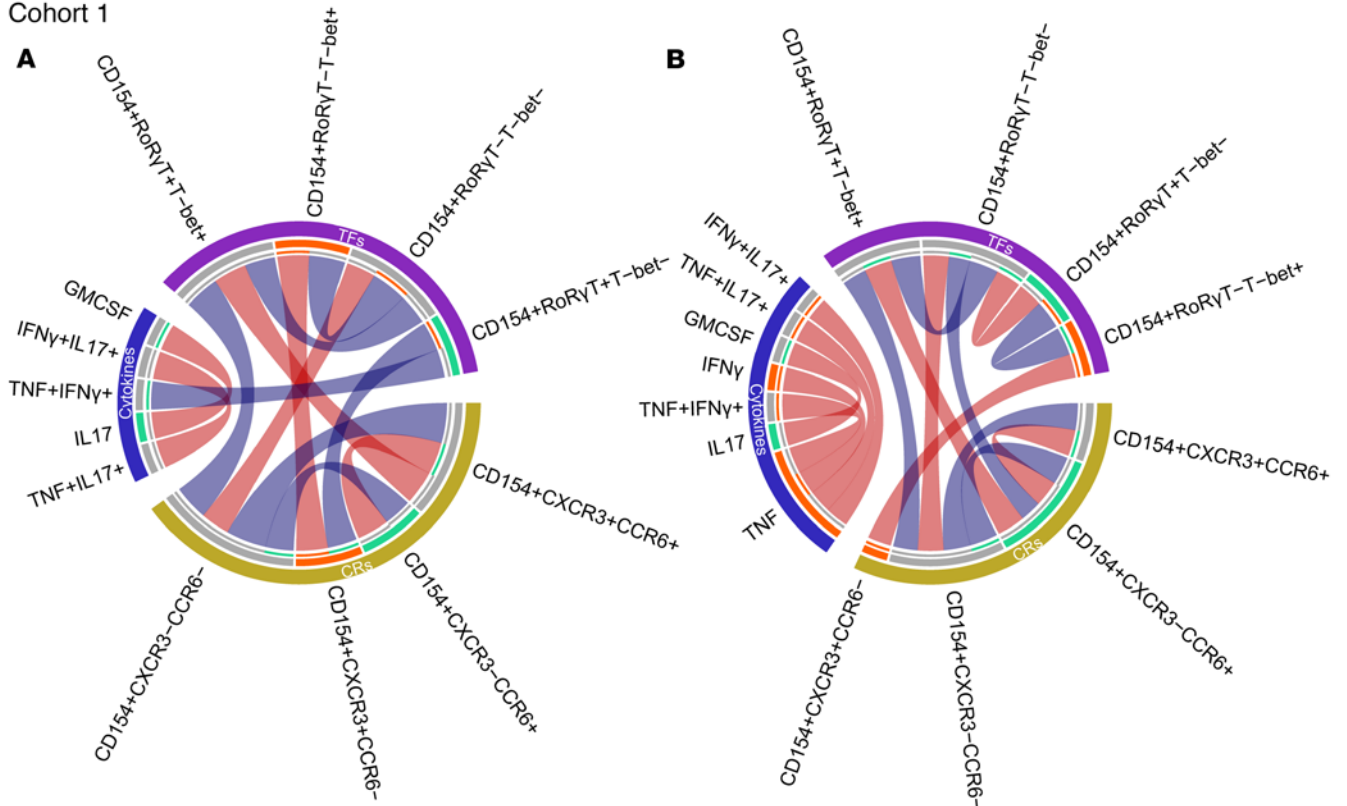 Cohort 1
A
CD154+RoRγT+T−bet+
CD154+RoRγT−T−bet+
CD154+RoRγT−T−bet−
CD154+RoRγT+T−bet−
TFs
GMCSF
IFNγ+IL17+
TNF+IFNγ+
IL17
TNF+IL17+
Cytokines
CD154+CXCR3+CCR6+
CD154+CXCR3−CCR6+
CD154+CXCR3+CCR6−
CD154+CXCR3−CCR6−
CRs
B
CD154+RoRγT+T−bet+
CD154+RoRγT−T−bet−
CD154+RoRγT+T−bet−
CD154+RoRγT−T−bet+
TFs
IFNγ+IL17+
TNF+IL17+
GMCSF
IFNγ
TNF+IFNγ+
IL17
TNF
Cytokines
CD154+CXCR3+CCR6+
CD154+CXCR3−CCR6+
CD154+CXCR3−CCR6−
CD154+CXCR3+CCR6−
CRs